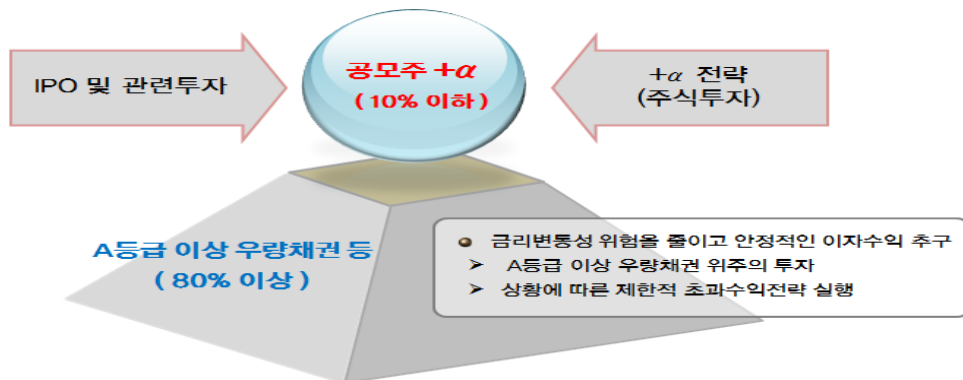 IPO 및 관련투자
공모주 +α
( 10% 이하 )
+α 전략
(주식투자)
A등급 이상 우량채권 등
( 80% 이상 )
금리변동성 위험을 줄이고 안정적인 이자수익 추구
➢ A등급 이상 우량채권 위주의 투자
➢ 상황에 따른 제한적 초과수익전략 실행